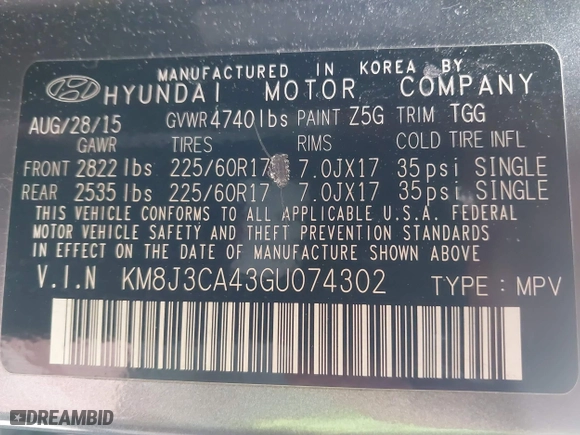 MANUFACTURED IN KOREA BY
HYUNDAI MOTOR COMPANY
AUG/28/15 GVWR 4740lbs PAINT Z5G TRIM TGG
GAWR TIRES RIMS COLD TIRE INFL
FRONT 2822lbs 225/60R17 7.0JX17 35psi SINGLE
REAR 2535lbs 225/60R17 7.0JX17 35psi SINGLE
THIS VEHICLE CONFORMS TO ALL APPLICABLE U.S.A. FEDERAL
MOTOR VEHICLE SAFETY AND THEFT PREVENTION STANDARDS
IN EFFECT ON THE DATE OF MANUFACTURE SHOWN ABOVE.
V.I.N KM8J3CA43GU074302 TYPE : MPV
DREAMBID